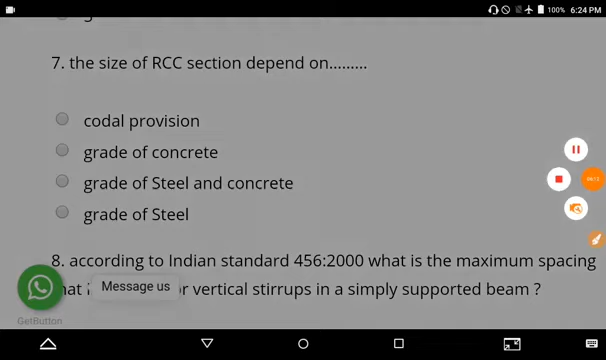 100% 6:24 PM
7. the size of RCC section depend on.........
codal provision
grade of concrete
grade of Steel and concrete
grade of Steel
8. according to Indian standard 456:2000 what is the maximum spacing
Message us vertical stirrups in a simply supported beam ?
GetButton